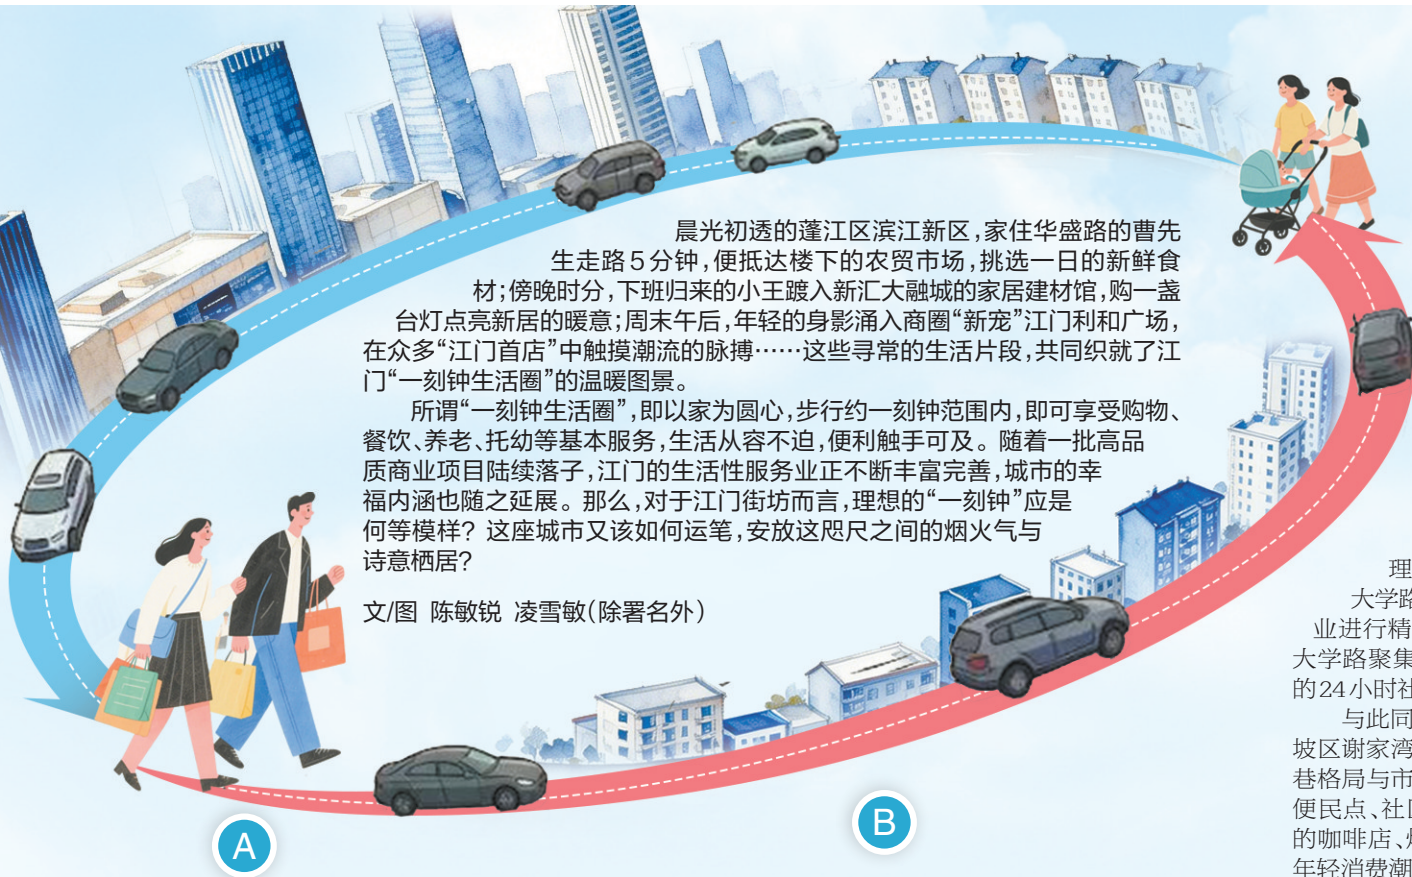 晨光初透的蓬江区滨江新区,家住华盛路的曹先
生走路5分钟,便抵达楼下的农贸市场,挑选一日的新鲜食
材;傍晚时分,下班归来的小王踱入新汇大融城的家居建材馆,购一盏
台灯点亮新居的暖意;周末午后,年轻的身影涌入商圈“新宠”江门利和广场,
在众多“江门首店”中触摸潮流的脉搏……这些寻常的生活片段,共同织就了江
门“一刻钟生活圈”的温暖图景。
所谓“一刻钟生活圈”,即以家为圆心,步行约一刻钟范围内,即可享受购物、
餐饮、养老、托幼等基本服务,生活从容不迫,便利触手可及。随着一批高品
质商业项目陆续落子,江门的生活性服务业正不断丰富完善,城市的幸
福内涵也随之延展。那么,对于江门街坊而言,理想的“一刻钟”应是
何等模样？这座城市又该如何运笔,安放这咫尺之间的烟火气与
诗意栖居？
文/图 陈敏锐 凌雪敏(除署名外)
A
B
理
大学路
业进行精
大学路聚集
的24小时社
与此同
坡区谢家湾
巷格局与市
便民点、社区
的咖啡店、
年轻消费潮